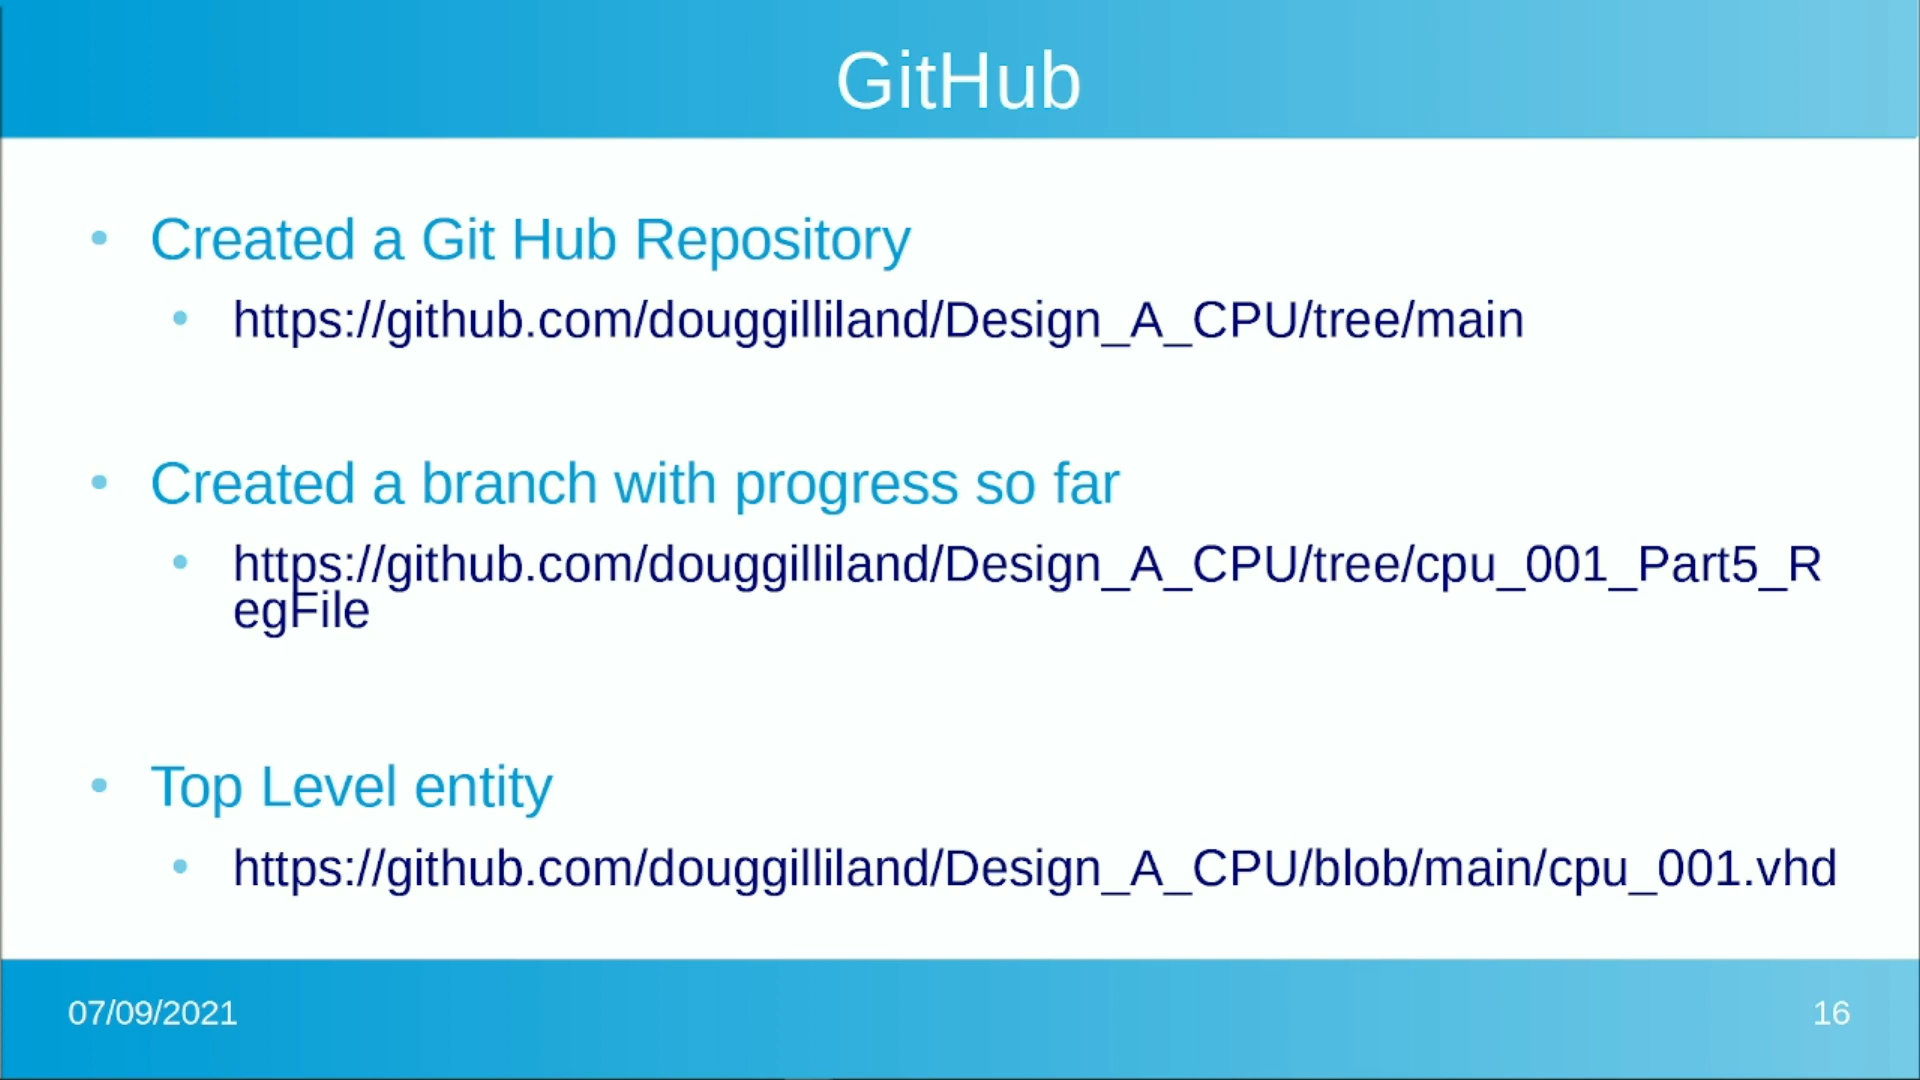 GitHub
Created a Git Hub Repository
https://github.com/douggilliland/Design_A_CPU/tree/main
Created a branch with progress so far
https://github.com/douggilliland/Design_A_CPU/tree/cpu_001_Part5_R
egFile
Top Level entity
https://github.com/douggilliland/Design_A_CPU/blob/main/cpu_001.vhd
07/09/2021
16